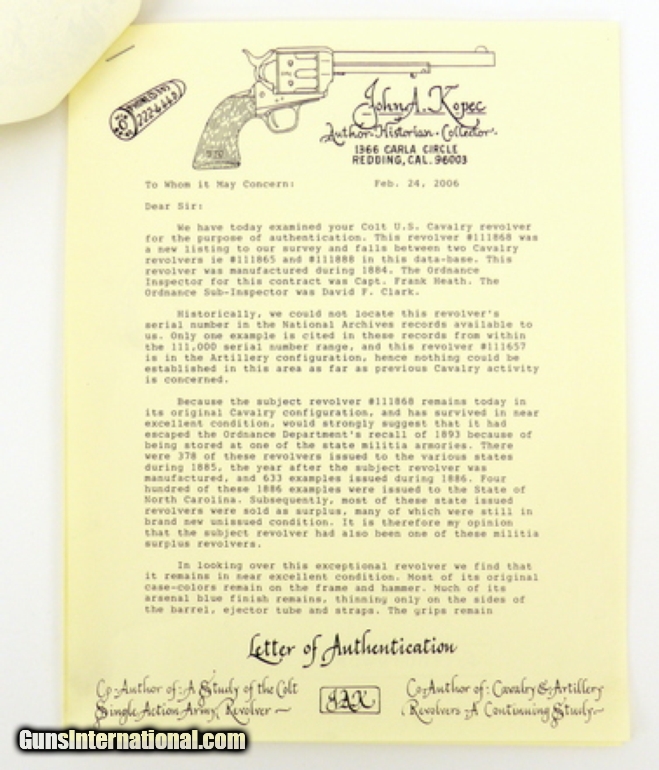 John A. Kopec
Author · Historian · Collector
1366 CARLA CIRCLE
REDDING, CAL. 96003
PHONE (916)
222-4440
To Whom it May Concern: Feb. 24, 2006
Dear Sir:
We have today examined your Colt U.S. Cavalry revolver
for the purpose of authentication. This revolver #111868 was
a new listing to our survey and falls between two Cavalry
revolvers ie #111865 and #111888 in this data-base. This
revolver was manufactured during 1884. The Ordnance
Inspector for this contract was Capt. Frank Heath. The
Ordnance Sub-Inspector was David F. Clark.
Historically, we could not locate this revolver's
serial number in the National Archives records available to
us. Only one example is cited in these records from within
the 111,000 serial number range, and this revolver #111657
is in the Artillery configuration, hence nothing could be
established in this area as far as previous Cavalry activity
is concerned.
Because the subject revolver #111868 remains today in
its original Cavalry configuration, and has survived in near
excellent condition, would strongly suggest that it had
escaped the Ordnance Department's recall of 1893 because of
being stored at one of the state militia armories. There
were 378 of these revolvers issued to the various states
during 1885, the year after the subject revolver was
manufactured, and 633 examples issued during 1886. Four
hundred of these 1886 examples were issued to the State of
North Carolina. Subsequently, most of these state issued
revolvers were sold as surplus, many of which were still in
brand new unissued condition. It is therefore my opinion
that the subject revolver had also been one of these militia
surplus revolvers.
In looking over this exceptional revolver we find that
it remains in near excellent condition. Most of its original
case-colors remain on the frame and hammer. Much of its
arsenal blue finish remains, thinning only on the sides of
the barrel, ejector tube and straps. The grips remain
Letter of Authentication
Co-Author of: A Study of the Colt
Single Action Army, Revolver
JAK
Co-Author of: Cavalry & Artillery
Revolvers A Continuing Study
GunsInternational.com